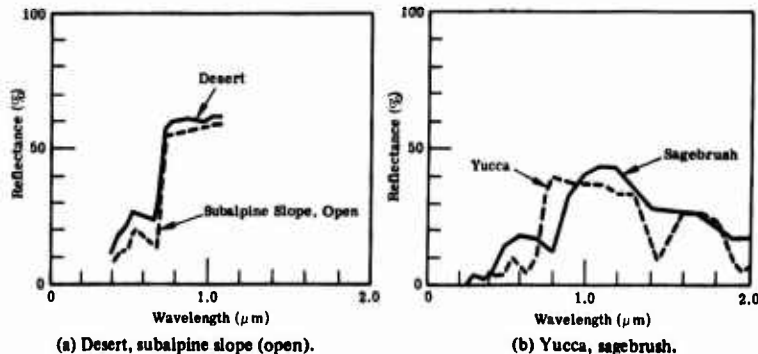 100
50
0
Reflectance (%)
Desert
Subalpine Slope, Open
0
1.0
2.0
Wavelength (μm)
(a) Desert, subalpine slope (open).
100
50
0
Reflectance (%)
Yucca
Sagebrush
0
1.0
2.0
Wavelength (μm)
(b) Yucca, sagebrush.